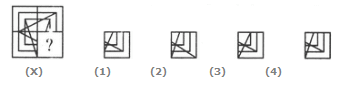 ?
(X) (1) (2) (3) (4)